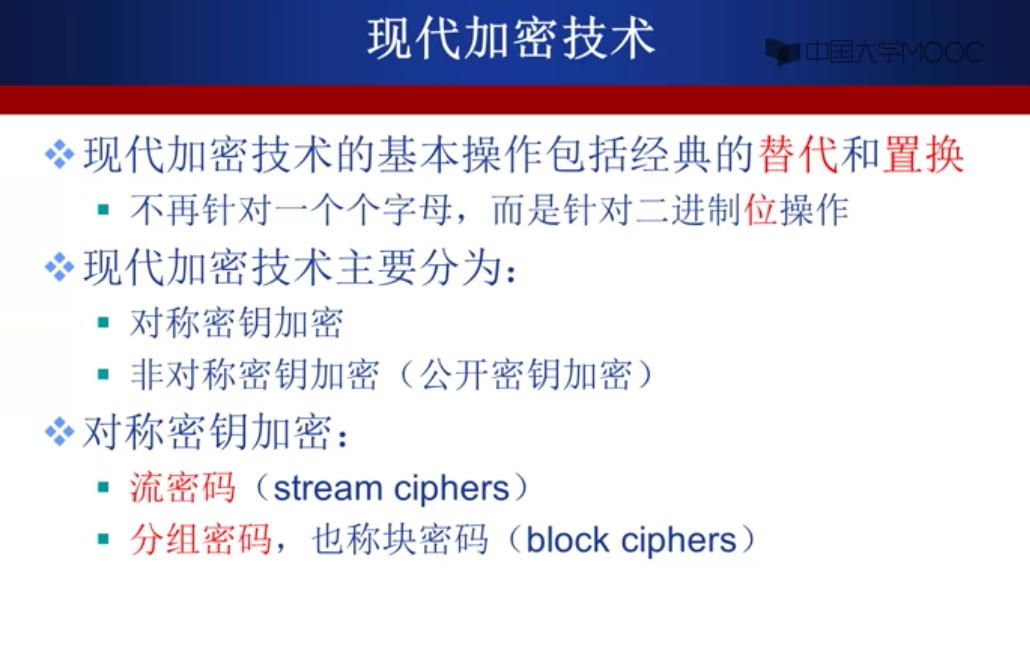 现代加密技术
中国大学MOOC
现代加密技术的基本操作包括经典的替代和置换
不再针对一个个字母，而是针对二进制位操作
现代加密技术主要分为：
对称密钥加密
非对称密钥加密（公开密钥加密）
对称密钥加密：
流密码（stream ciphers）
分组密码，也称块密码（block ciphers）